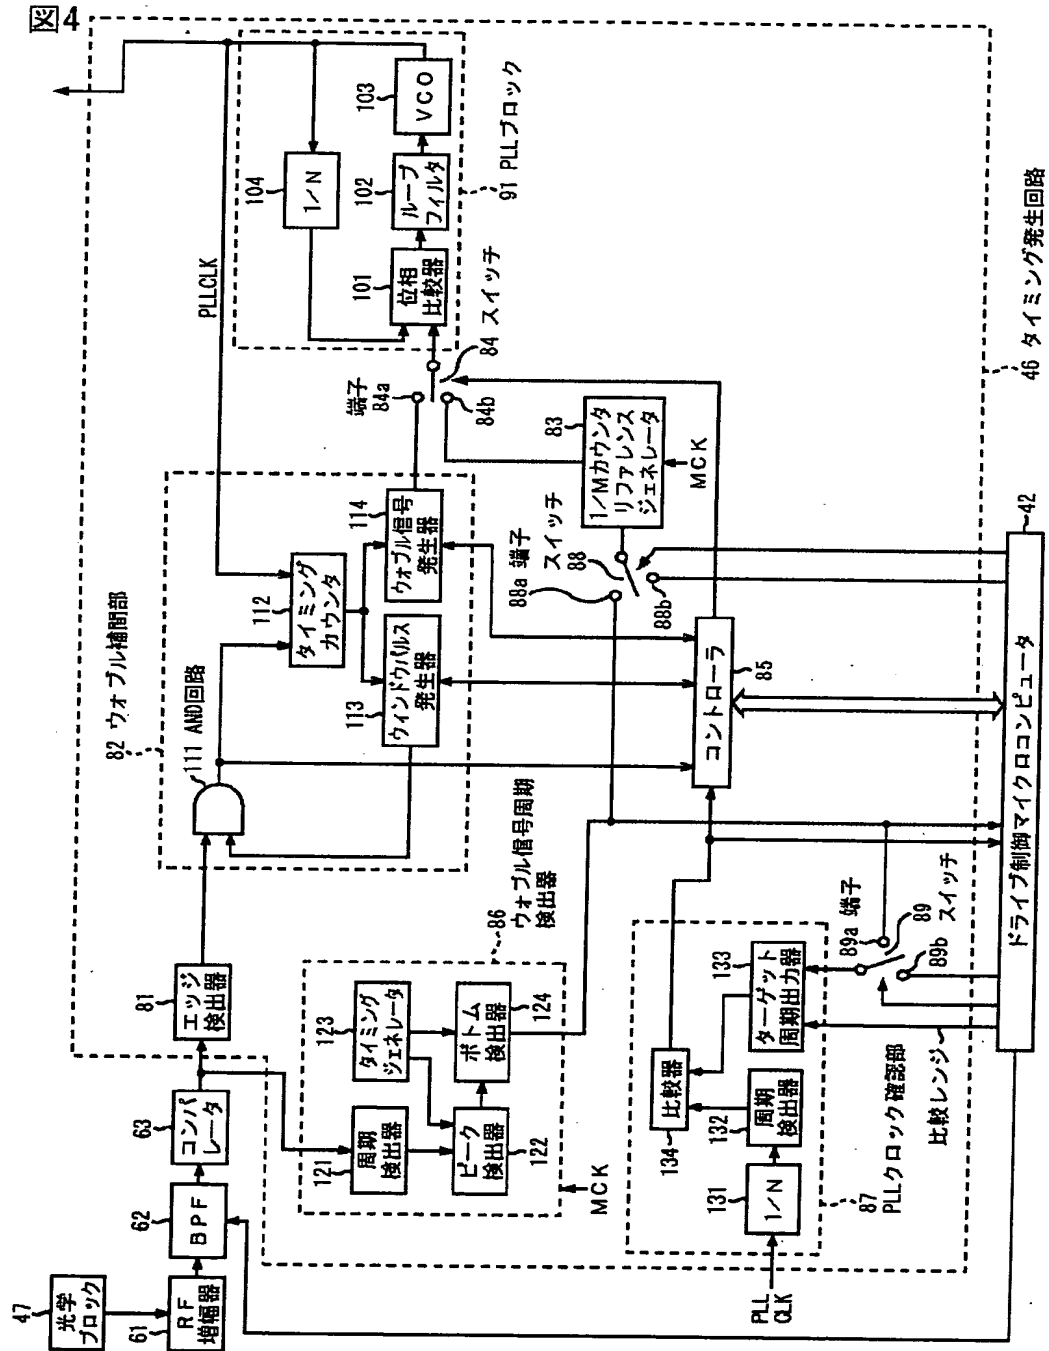 図4
47
光学
ブロック
61
RF
増幅器
62
BPF
63
コンパ
レータ
81
エッジ
検出器
82 ウォブル補間部
111 AND回路
112
タイミング
カウンタ
113
ウィンドウパルス
発生器
114
ウォブル信号
発生器
PLLCLK
104
1/N
101
位相
比較器
102
ループ
フィルタ
103
VCO
91 PLLブロック
端子
84a
84b
84 スイッチ
83
1/Mカウンタ
リファレンス
ジェネレータ
MCK
88a 端子
スイッチ
88
88b
コントローラ
85
86
ウォブル信号周期
検出器
121
周期
検出器
122
ピーク
検出器
123
タイミング
ジェネレータ
124
ボトム
検出器
MCK
PLL
CLK
131
1/N
132
周期
検出器
133
ターゲット
周期出力器
134
比較器
87
PLLクロック確認部
89a 端子
89
スイッチ
89b
比較レンジ
42
ドライブ制御マイクロコンピュータ
46 タイミング発生回路